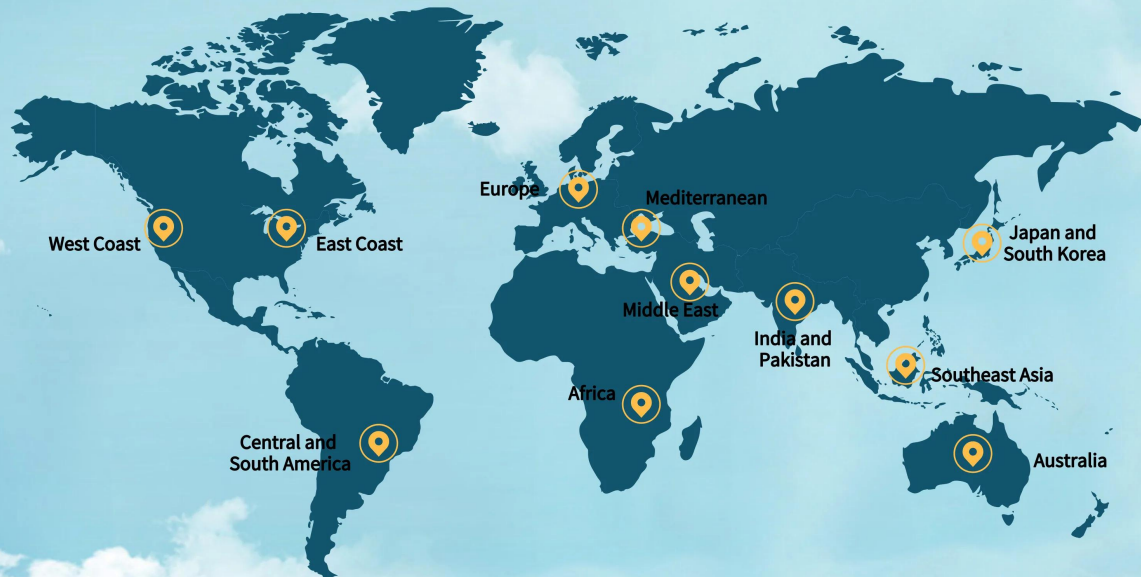 Europe
Mediterranean
West Coast
East Coast
Japan and
South Korea
Middle East
India and
Pakistan
Southeast Asia
Africa
Central and
South America
Australia